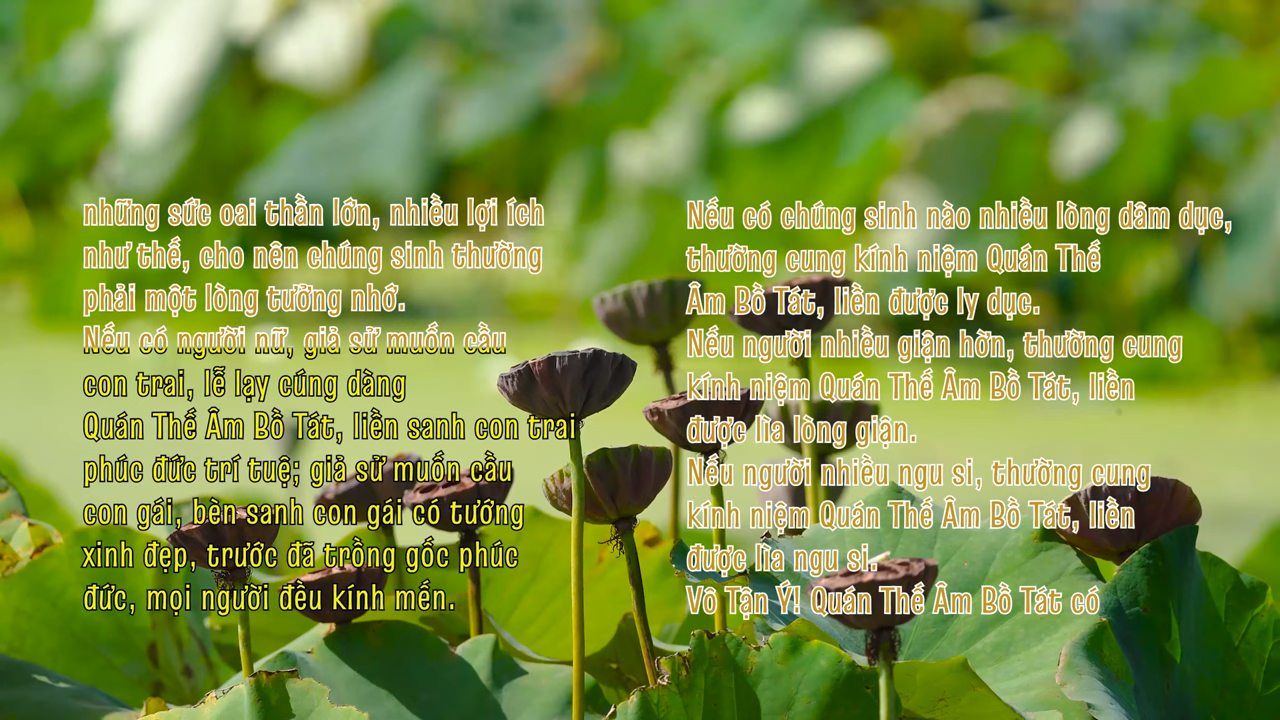 những sức oai thần lớn, nhiều lợi ích
như thế, cho nên chúng sinh thường
phải một lòng tưởng nhớ.
Nếu có người nữ, giả sử muốn cầu
con trai, lễ lạy cúng dàng
Quán Thế Âm Bồ Tát, liền sanh con trai
phúc đức trí tuệ; giả sử muốn cầu
con gái, bèn sanh con gái có tướng
xinh đẹp, trước đã trồng gốc phúc
đức, mọi người đều kính mến.
Nếu có chúng sinh nào nhiều lòng dâm dục,
thường cung kính niệm Quán Thế
Âm Bồ Tát, liền được ly dục.
Nếu người nhiều giận hờn, thường cung
kính niệm Quán Thế Âm Bồ Tát, liền
được lìa lòng giận.
Nếu người nhiều ngu si, thường cung
kính niệm Quán Thế Âm Bồ Tát, liền
được lìa ngu si.
Vô Tận Ý! Quán Thế Âm Bồ Tát có